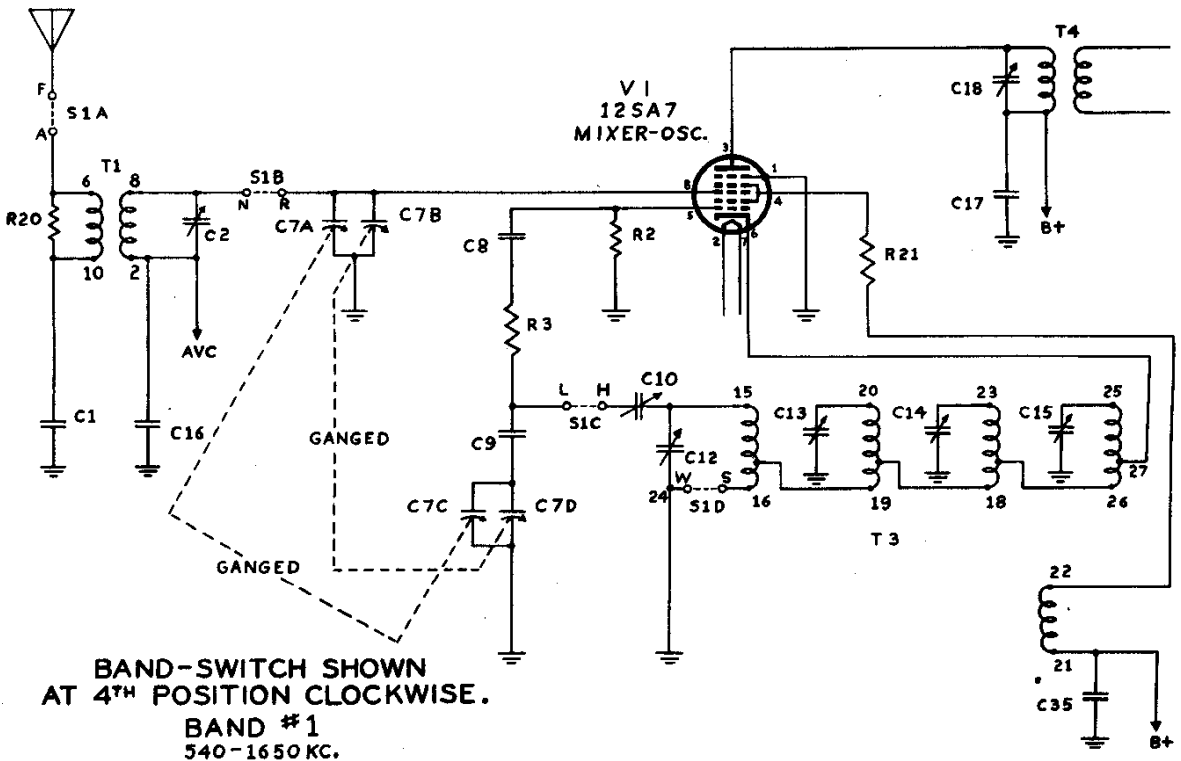 T4
C18
V1
12SA7
MIXER-OSC.
F
S1A
A
3
T1
6
8
S1B
N
R
8
1
4
R20
C2
C7A
C7B
5
C17
B+
C8
R2
2
7
6
R21
10
2
AVC
R3
C10
L
H
S1C
15
20
23
25
C13
C14
C15
C1
C16
GANGED
C9
C12
W
S
27
24
S1D
16
19
18
26
C7C
C7D
T3
GANGED
22
21
C35
B+
BAND-SWITCH SHOWN
AT 4TH POSITION CLOCKWISE.
BAND #1
540-1650 KC.